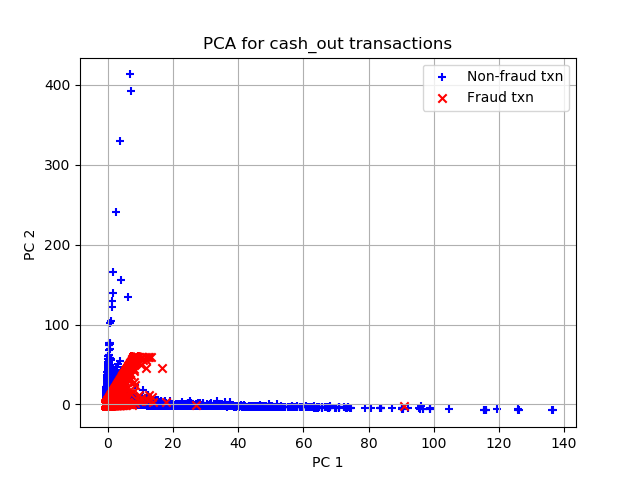 PCA for cash_out transactions
Non-fraud txn
Fraud txn
PC 2
400
300
200
100
0
0 20 40 60 80 100 120 140
PC 1